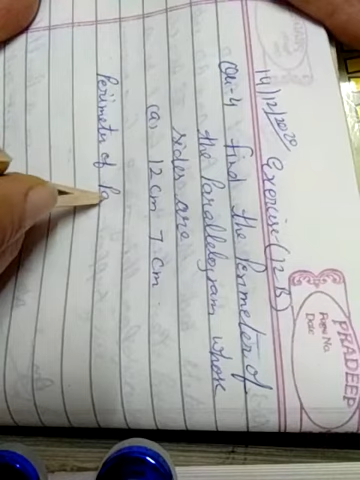 PRADEEP
Page No.
Date
14/12/2020 Exercise (12 B)
Qu-4 find the Perimeter of
the Parallelogram whose
sides are
(a) 12 cm 7 cm
Perimeter of Pa